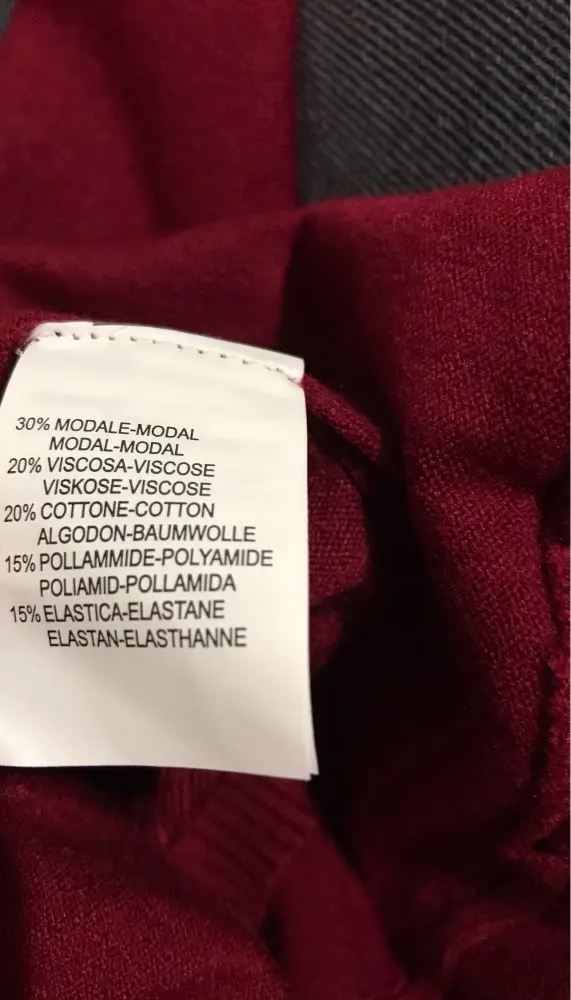 30% MODALE-MODAL
MODAL-MODAL
20% VISCOSA-VISCOSE
VISKOSE-VISCOSE
20% COTTONE-COTTON
ALGODON-BAUMWOLLE
15% POLLAMMIDE-POLYAMIDE
POLIAMID-POLLAMIDA
15% ELASTICA-ELASTANE
ELASTAN-ELASTHANNE